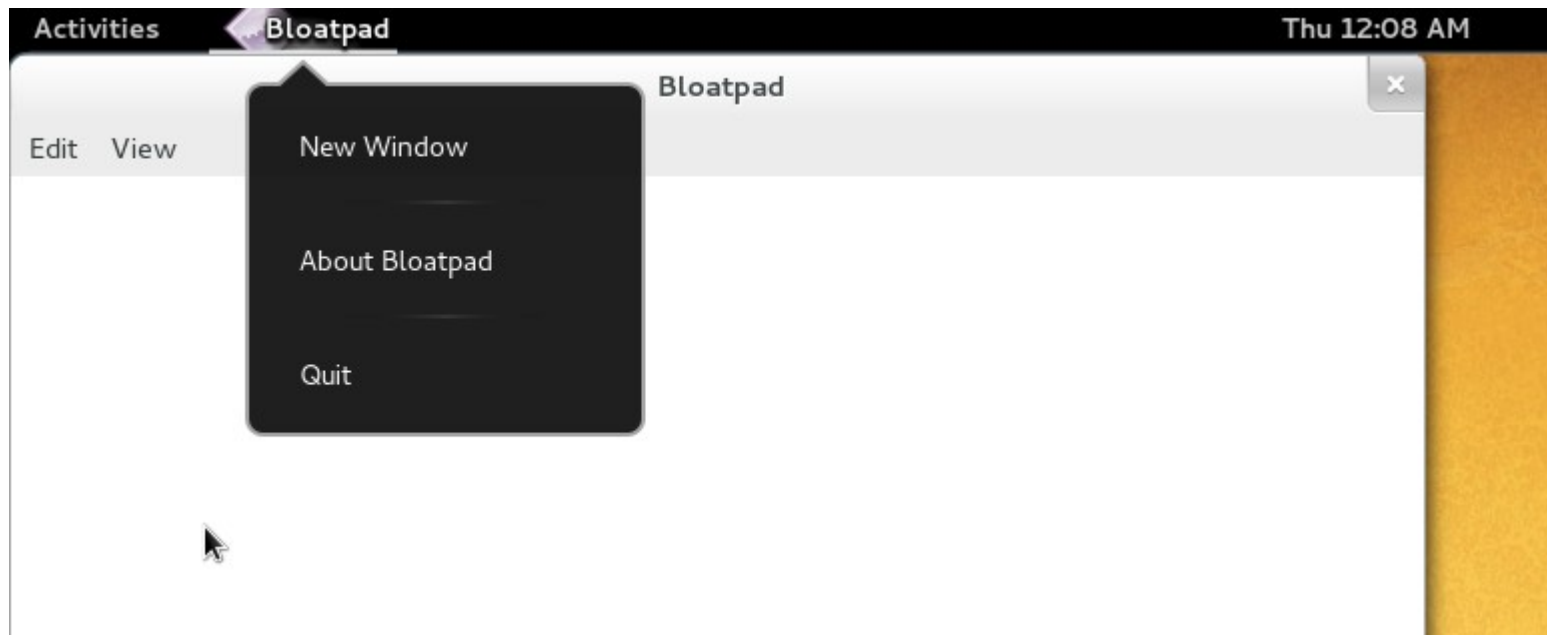 Activities Bloatpad Thu 12:08 AM
Bloatpad
Edit View
New Window
About Bloatpad
Quit